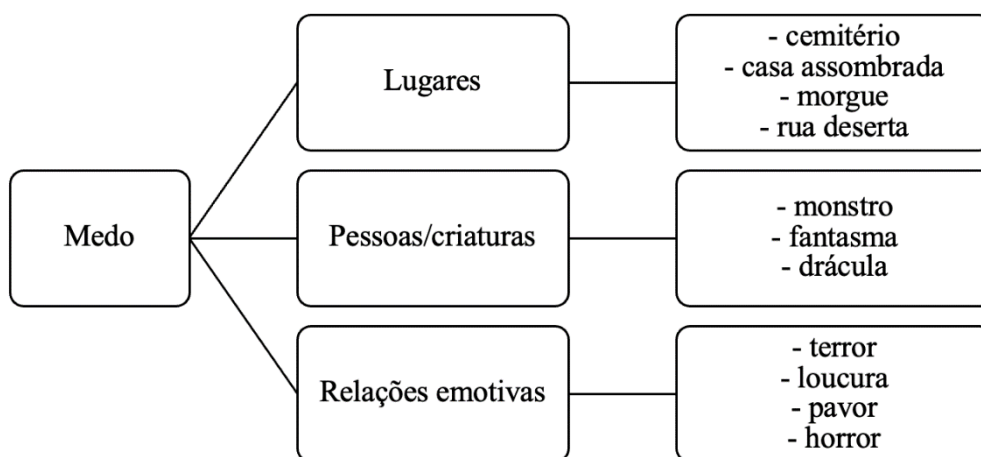 Medo
Lugares
- cemitério
- casa assombrada
- morgue
- rua deserta
Pessoas/criaturas
- monstro
- fantasma
- drácula
Relações emotivas
- terror
- loucura
- pavor
- horror